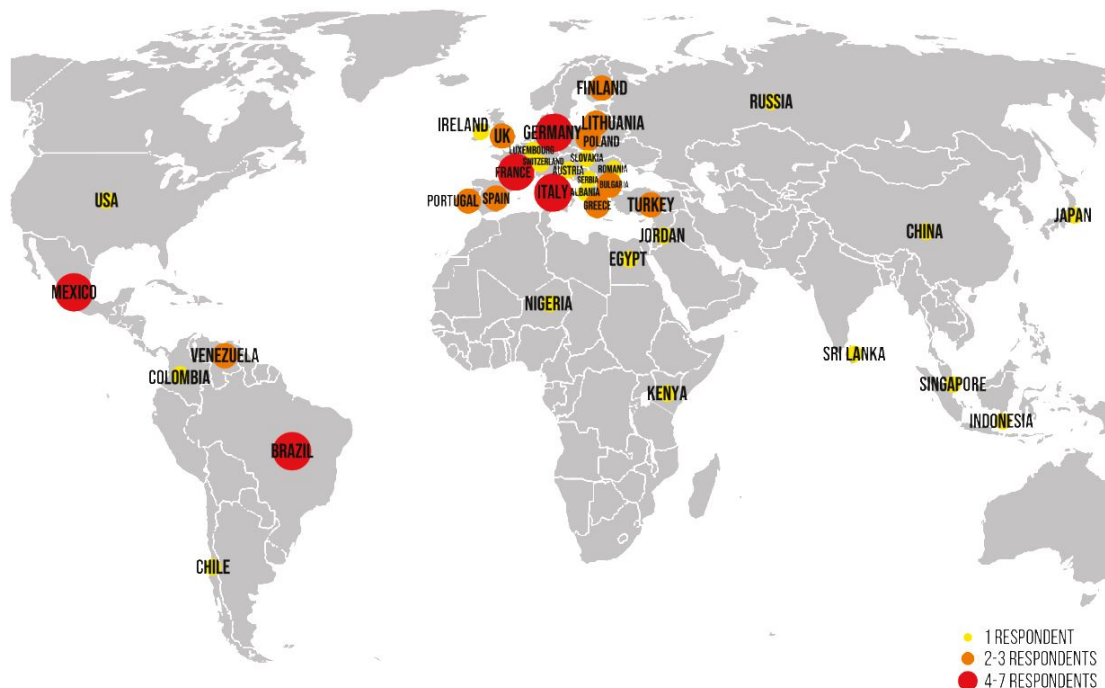 FINLAND
RUSSIA
IRELAND
UK
GERMANY
LITHUANIA
POLAND
LUXEMBOURG
SWITZERLAND
SLOVAKIA
AUSTRIA
ROMANIA
FRANCE
SERBIA
BULGARIA
ITALY
ALBANIA
PORTUGAL
SPAIN
GREECE
TURKEY
USA
JAPAN
CHINA
JORDAN
EGYPT
MEXICO
NIGERIA
VENEZUELA
SRI LANKA
COLOMBIA
SINGAPORE
KENYA
INDONESIA
BRAZIL
CHILE
1 RESPONDENT
2-3 RESPONDENTS
4-7 RESPONDENTS